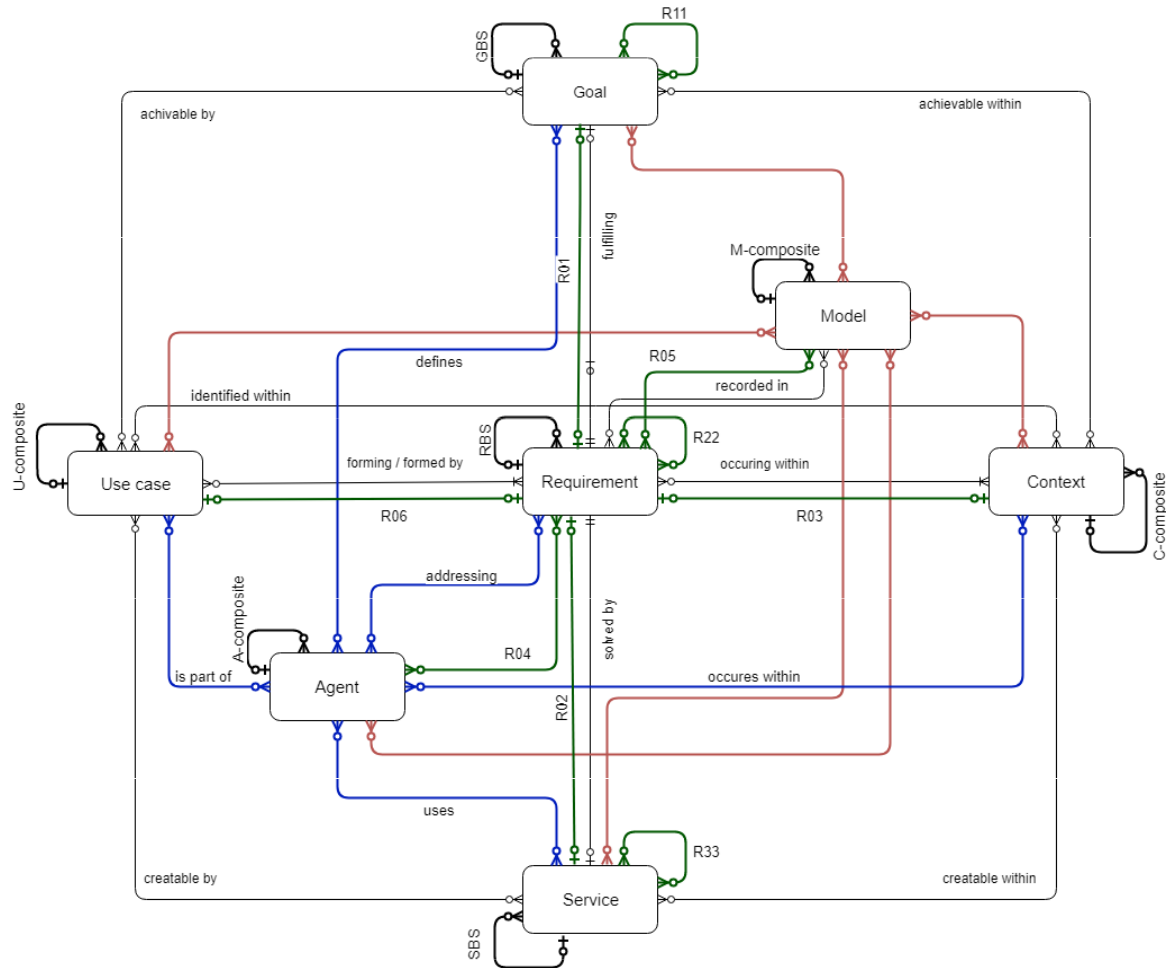 R11
GBS
Goal
achivable by
achievable within
fulfilling
R01
M-composite
Model
defines
R05
recorded in
identified within
U-composite
RBS
R22
Use case
forming / formed by
Requirement
occuring within
Context
R06
R03
C-composite
addressing
A-composite
solved by
R04
is part of
Agent
occures within
R02
uses
R33
creatable by
Service
creatable within
SBS